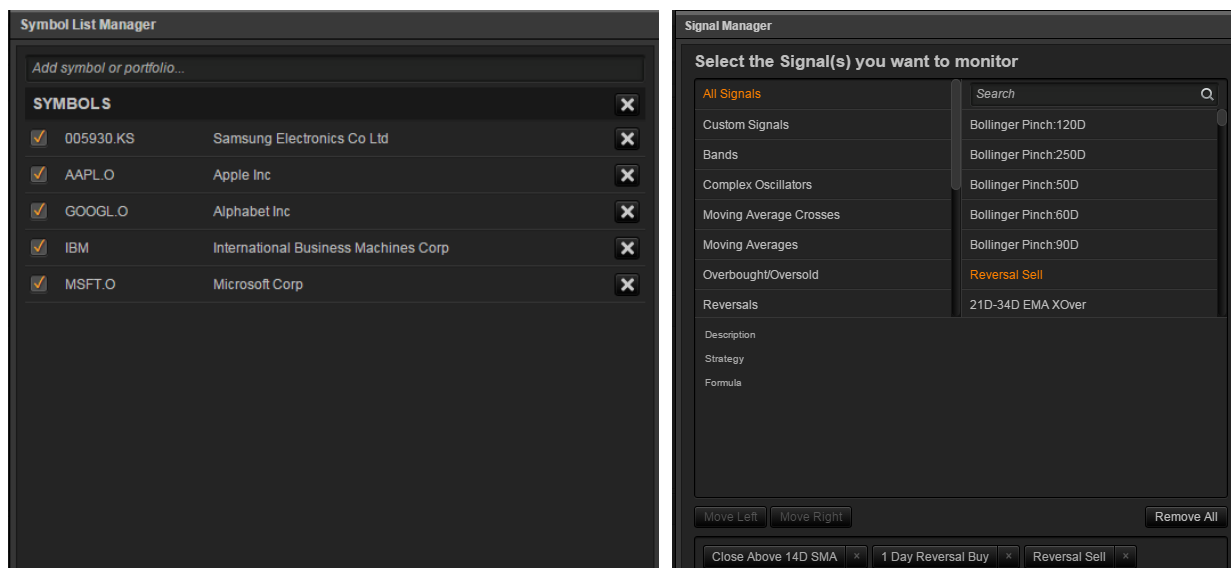 Symbol List Manager
Add symbol or portfolio...
SYMBOLS
005930.KS Samsung Electronics Co Ltd
AAPL.O Apple Inc
GOOGL.O Alphabet Inc
IBM International Business Machines Corp
MSFT.O Microsoft Corp
Signal Manager
Select the Signal(s) you want to monitor
All Signals
Custom Signals
Bands
Complex Oscillators
Moving Average Crosses
Moving Averages
Overbought/Oversold
Reversals
Search
Bollinger Pinch:120D
Bollinger Pinch:250D
Bollinger Pinch:50D
Bollinger Pinch:60D
Bollinger Pinch:90D
Reversal Sell
21D-34D EMA XOver
Description
Strategy
Formula
Move Left Move Right Remove All
Close Above 14D SMA × 1 Day Reversal Buy × Reversal Sell ×